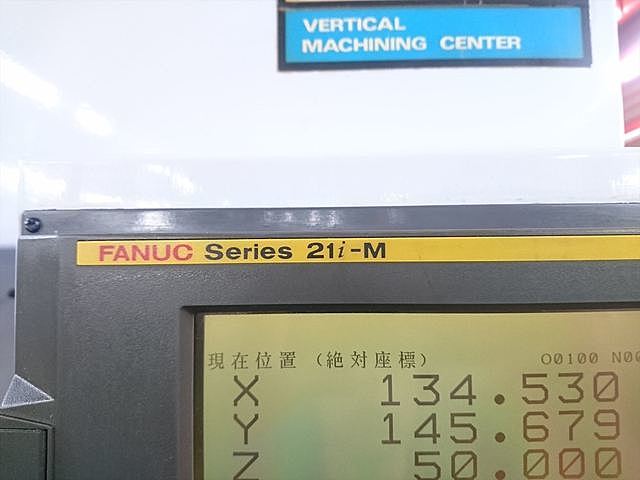 VERTICAL
MACHINING CENTER
FANUC Series 21i-M
現在位置（絶対座標） O0100 N00
X 134.530
Y 145.679
Z 50.000